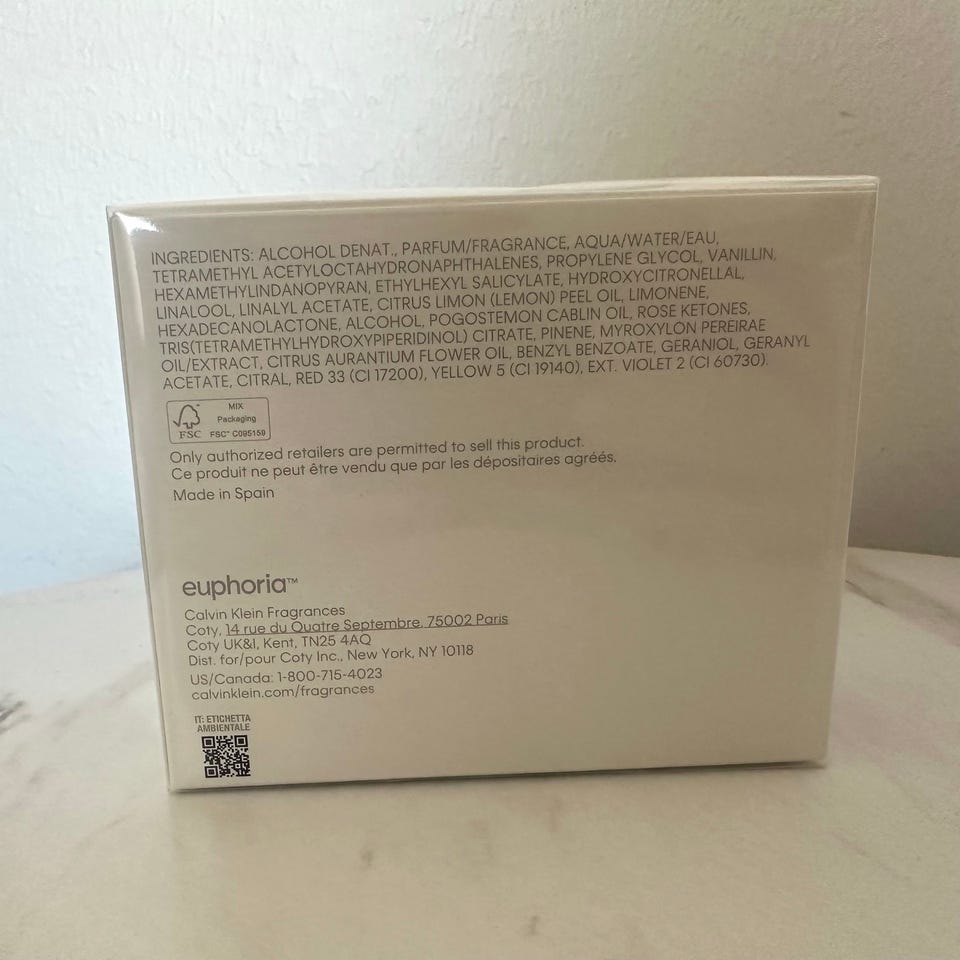 INGREDIENTS: ALCOHOL DENAT., PARFUM/FRAGRANCE, AQUA/WATER/EAU,
TETRAMETHYL ACETYLOCTAHYDRONAPHTHALENES, PROPYLENE GLYCOL, VANILLIN,
HEXAMETHYLINDANOPYRAN, ETHYLHEXYL SALICYLATE, HYDROXYCITRONELLAL,
LINALOOL, LINALYL ACETATE, CITRUS LIMON (LEMON) PEEL OIL, LIMONENE,
HEXADECANOLACTONE, ALCOHOL, POGOSTEMON CABLIN OIL, ROSE KETONES,
TRIS(TETRAMETHYLHYDROXYPIPERIDINOL) CITRATE, PINENE, MYROXYLON PEREIRAE
OIL/EXTRACT, CITRUS AURANTIUM FLOWER OIL, BENZYL BENZOATE, GERANIOL, GERANYL
ACETATE, CITRAL, RED 33 (CI 17200), YELLOW 5 (CI 19140), EXT. VIOLET 2 (CI 60730).
MIX
Packaging
FSC FSC™ C095159
Only authorized retailers are permitted to sell this product.
Ce produit ne peut être vendu que par les dépositaires agréés.
Made in Spain
euphoria™
Calvin Klein Fragrances
Coty, 14 rue du Quatre Septembre, 75002 Paris
Coty UK&I, Kent, TN25 4AQ
Dist. for/pour Coty Inc., New York, NY 10118
US/Canada: 1-800-715-4023
calvinklein.com/fragrances
IT: ETICHETTA
AMBIENTALE